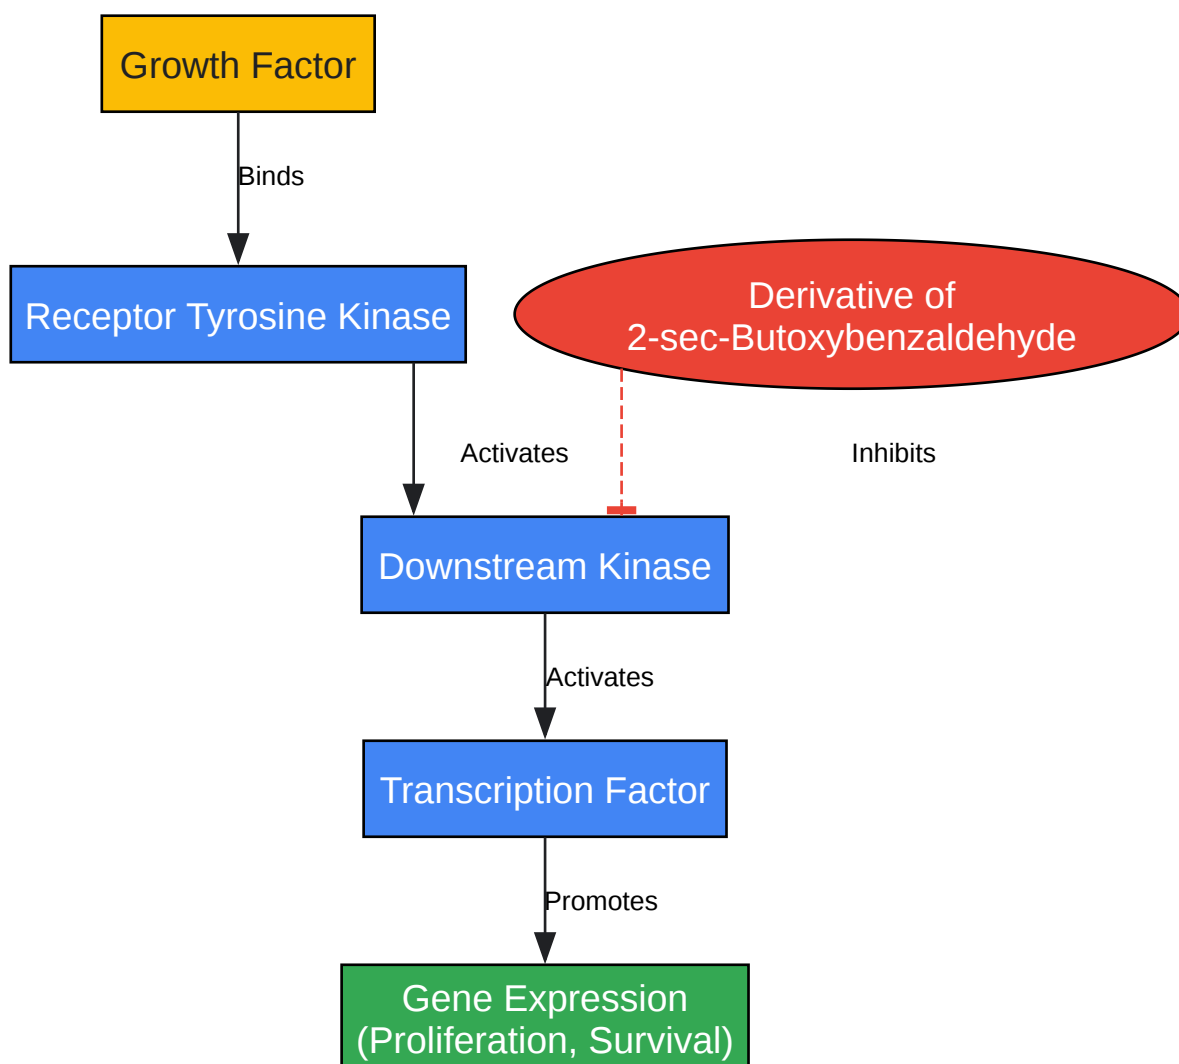 Growth Factor
Binds
Receptor Tyrosine Kinase
Derivative of
2-sec-Butoxybenzaldehyde
Activates
Inhibits
Downstream Kinase
Activates
Transcription Factor
Promotes
Gene Expression
(Proliferation, Survival)